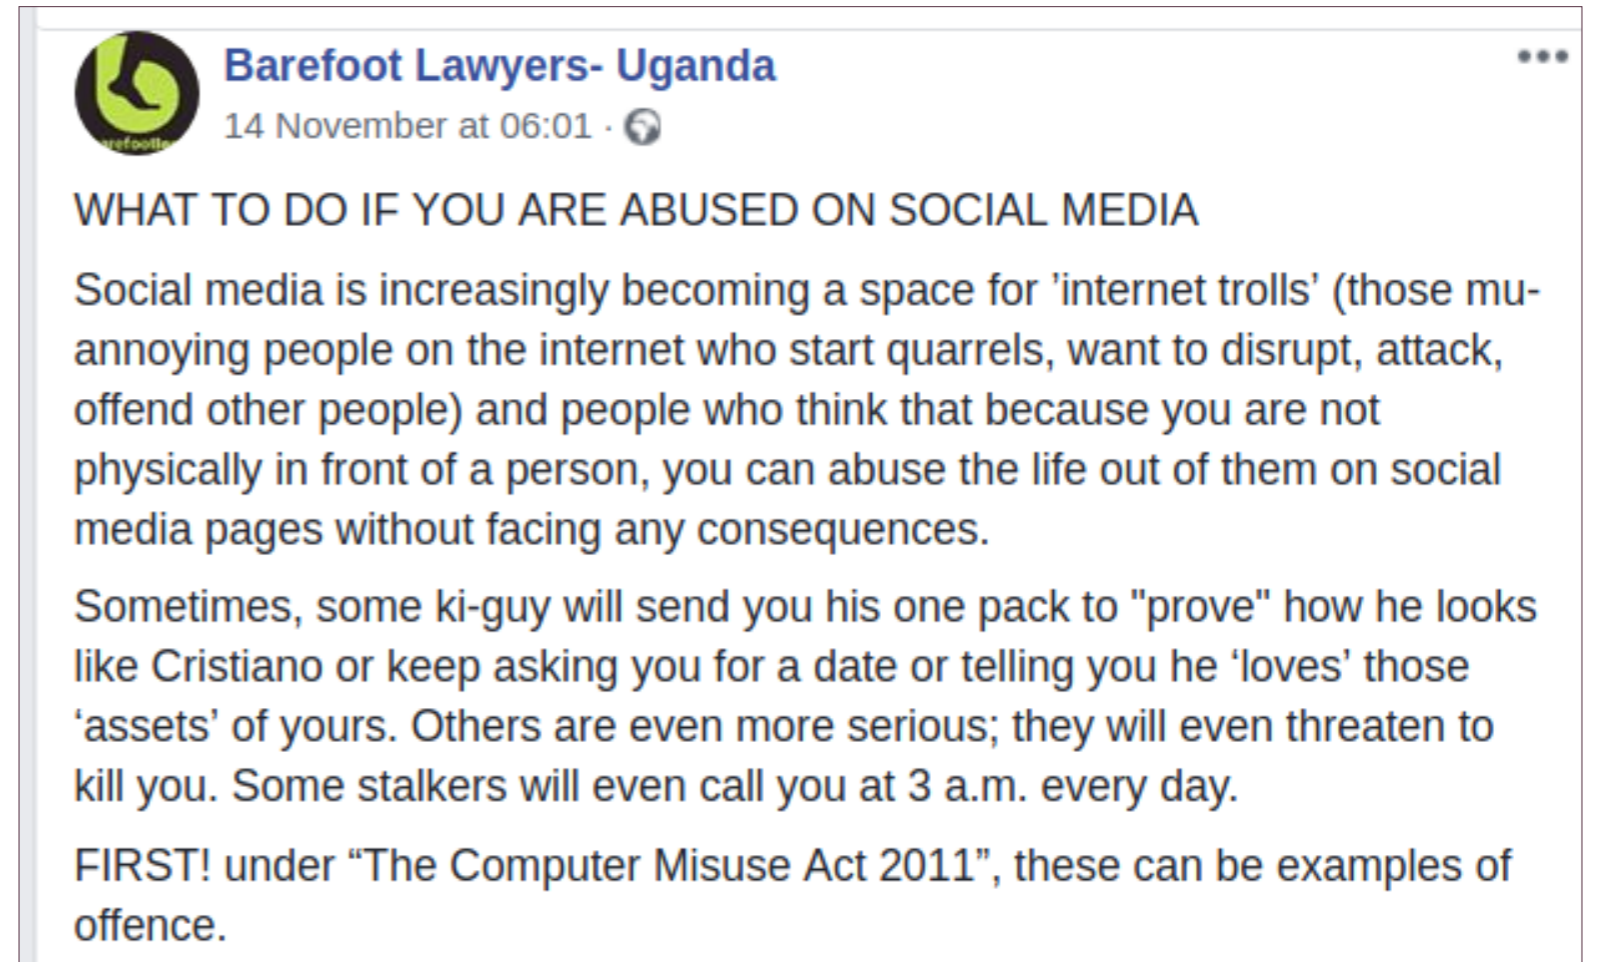 Barefoot Lawyers- Uganda
14 November at 06:01 ·
WHAT TO DO IF YOU ARE ABUSED ON SOCIAL MEDIA
Social media is increasingly becoming a space for ’internet trolls’ (those mu-
annoying people on the internet who start quarrels, want to disrupt, attack,
offend other people) and people who think that because you are not
physically in front of a person, you can abuse the life out of them on social
media pages without facing any consequences.
Sometimes, some ki-guy will send you his one pack to "prove" how he looks
like Cristiano or keep asking you for a date or telling you he ‘loves’ those
‘assets’ of yours. Others are even more serious; they will even threaten to
kill you. Some stalkers will even call you at 3 a.m. every day.
FIRST! under “The Computer Misuse Act 2011”, these can be examples of
offence.